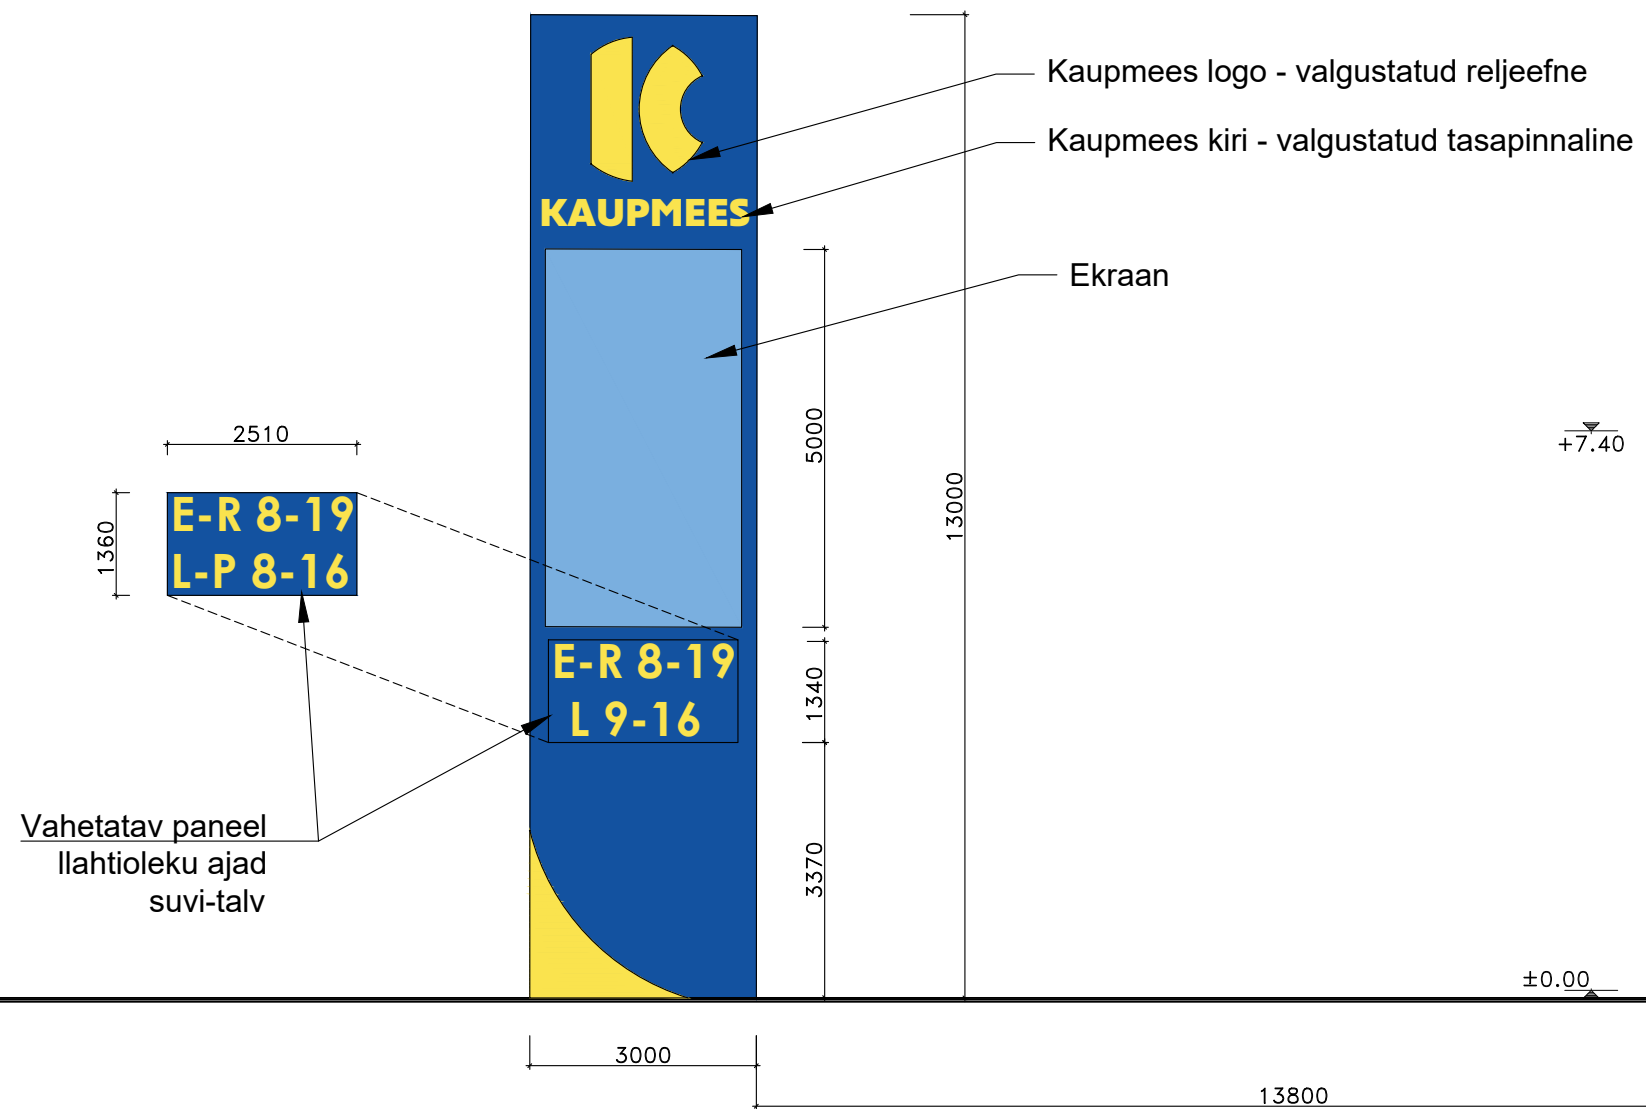 Kaupmees logo - valgustatud reljeefne
Kaupmees kiri - valgustatud tasapinnaline
KAUPMEES
Ekraan
5000
13000
+7.40
2510
1360
E-R 8-19
L-P 8-16
E-R 8-19
L 9-16
1340
3370
Vahetatav paneel
llahtioleku ajad
suvi-talv
±0.00
3000
13800